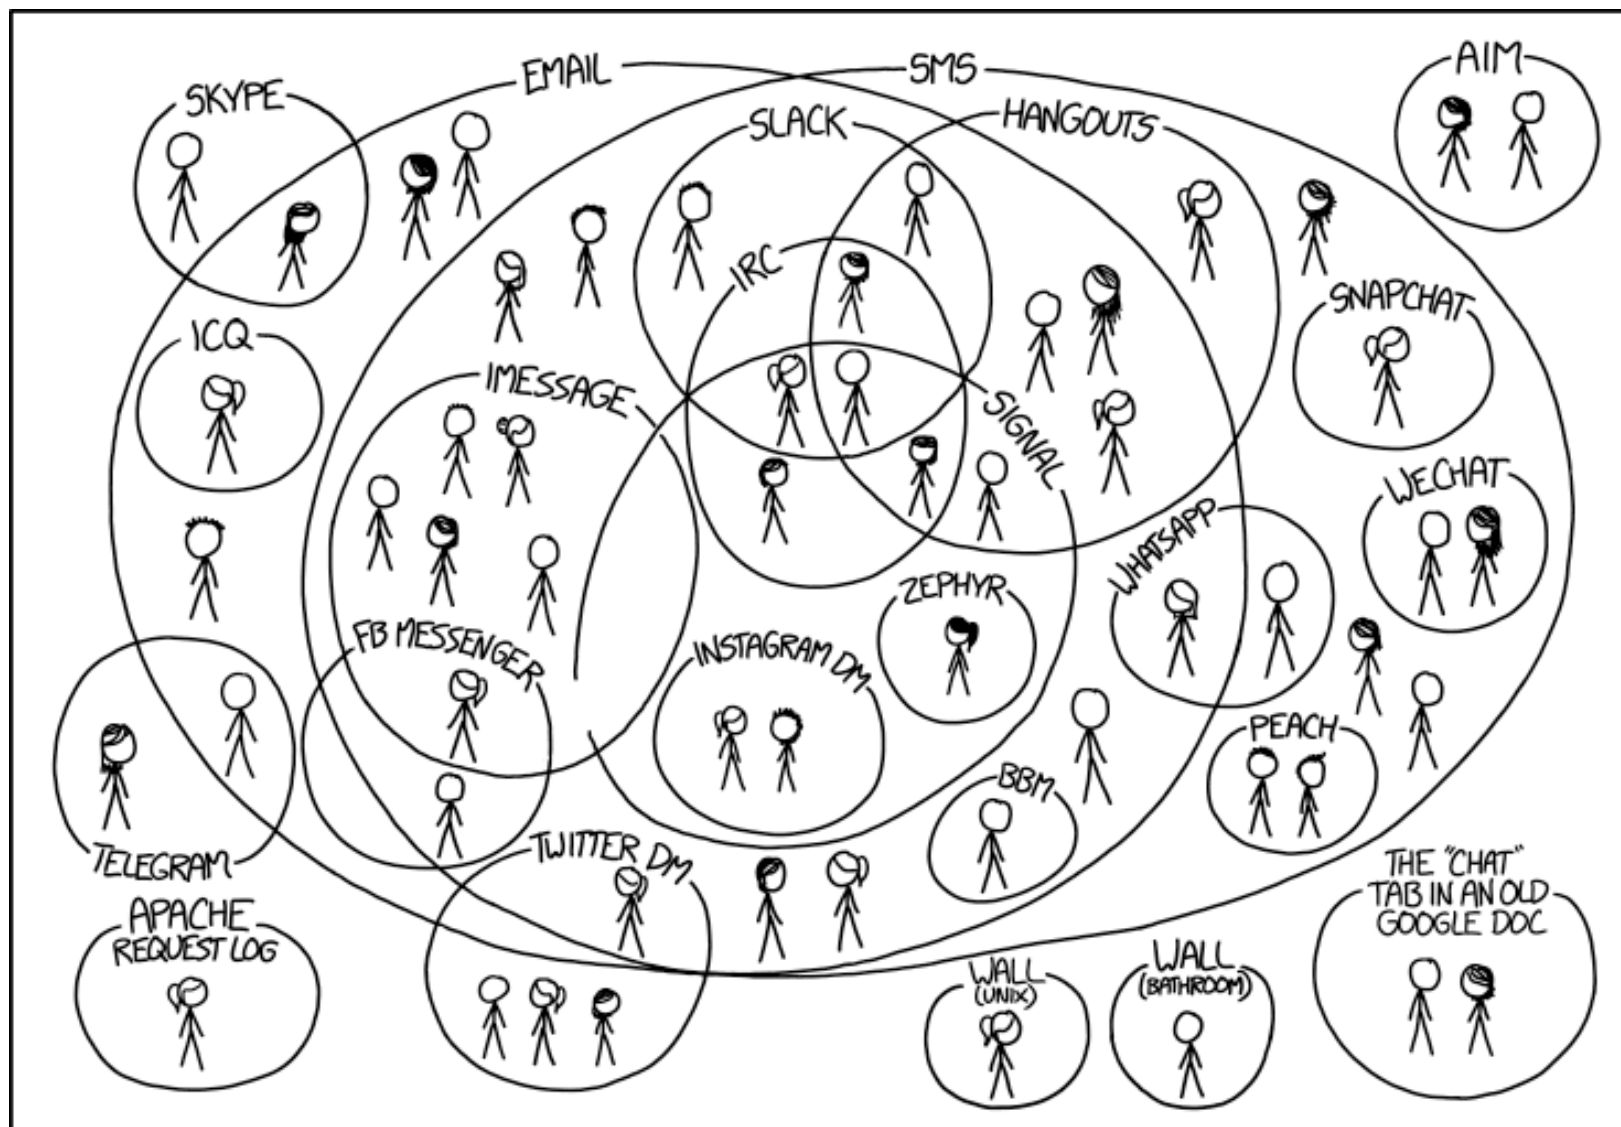 EMAIL
SMS
AIM
SKYPE
SLACK
HANGOUTS
IRC
SNAPCHAT
ICQ
IMESSAGE
SIGNAL
WECHAT
WHATSAPP
ZEPHYR
FB MESSENGER
INSTAGRAM DM
PEACH
BBM
TELEGRAM
TWITTER DM
THE "CHAT"
TAB IN AN OLD
GOOGLE DOC
APACHE
REQUEST LOG
WALL
(UNIX)
WALL
(BATHROOM)